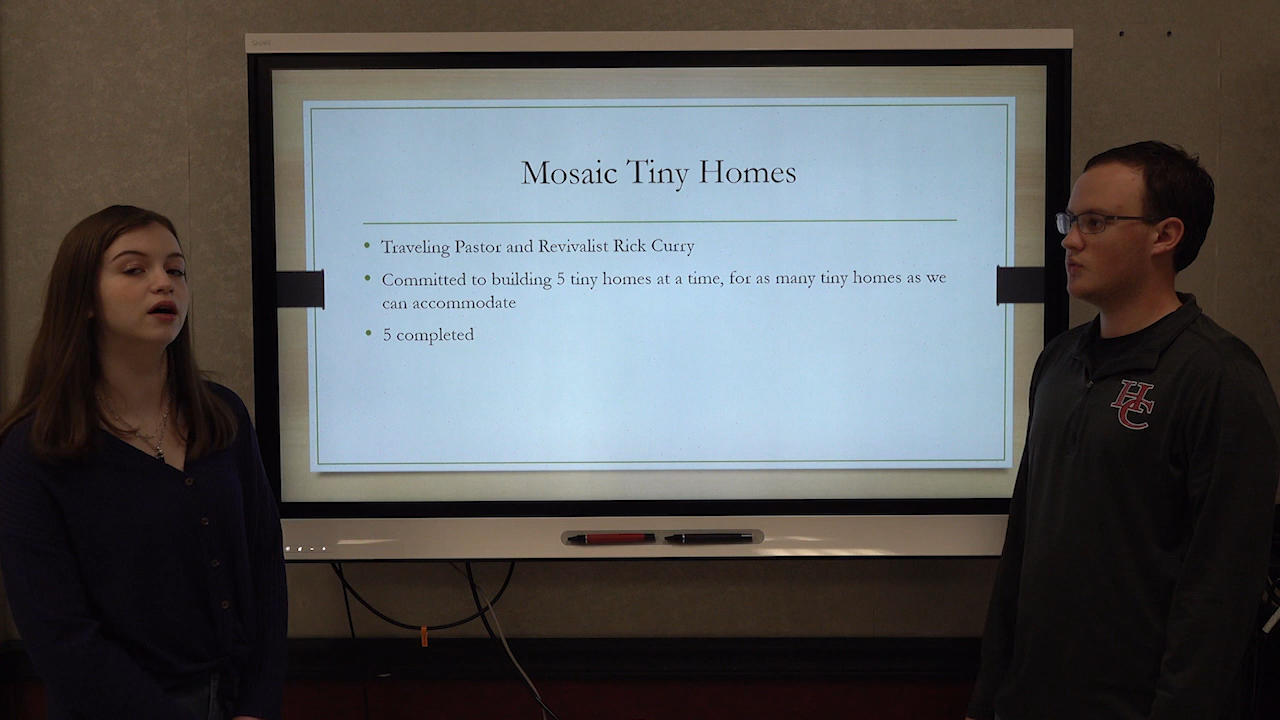 SMART
Mosaic Tiny Homes
• Traveling Pastor and Revivalist Rick Curry
• Committed to building 5 tiny homes at a time, for as many tiny homes as we
can accommodate
• 5 completed
HC